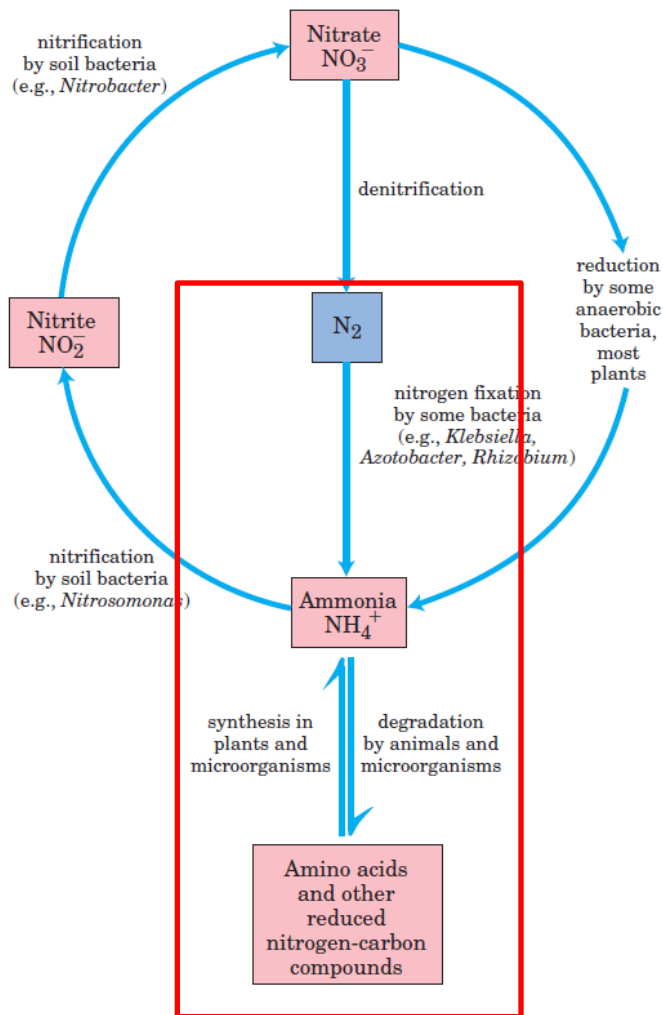 nitrification
by soil bacteria
(e.g., Nitrobacter)
Nitrate
NO₃⁻
denitrification
reduction
by some
anaerobic
bacteria,
most
plants
Nitrite
NO₂⁻
N₂
nitrogen fixation
by some bacteria
(e.g., Klebsiella,
Azotobacter, Rhizobium)
nitrification
by soil bacteria
(e.g., Nitrosomonas)
Ammonia
NH₄⁺
synthesis in
plants and
microorganisms
degradation
by animals and
microorganisms
Amino acids
and other
reduced
nitrogen-carbon
compounds